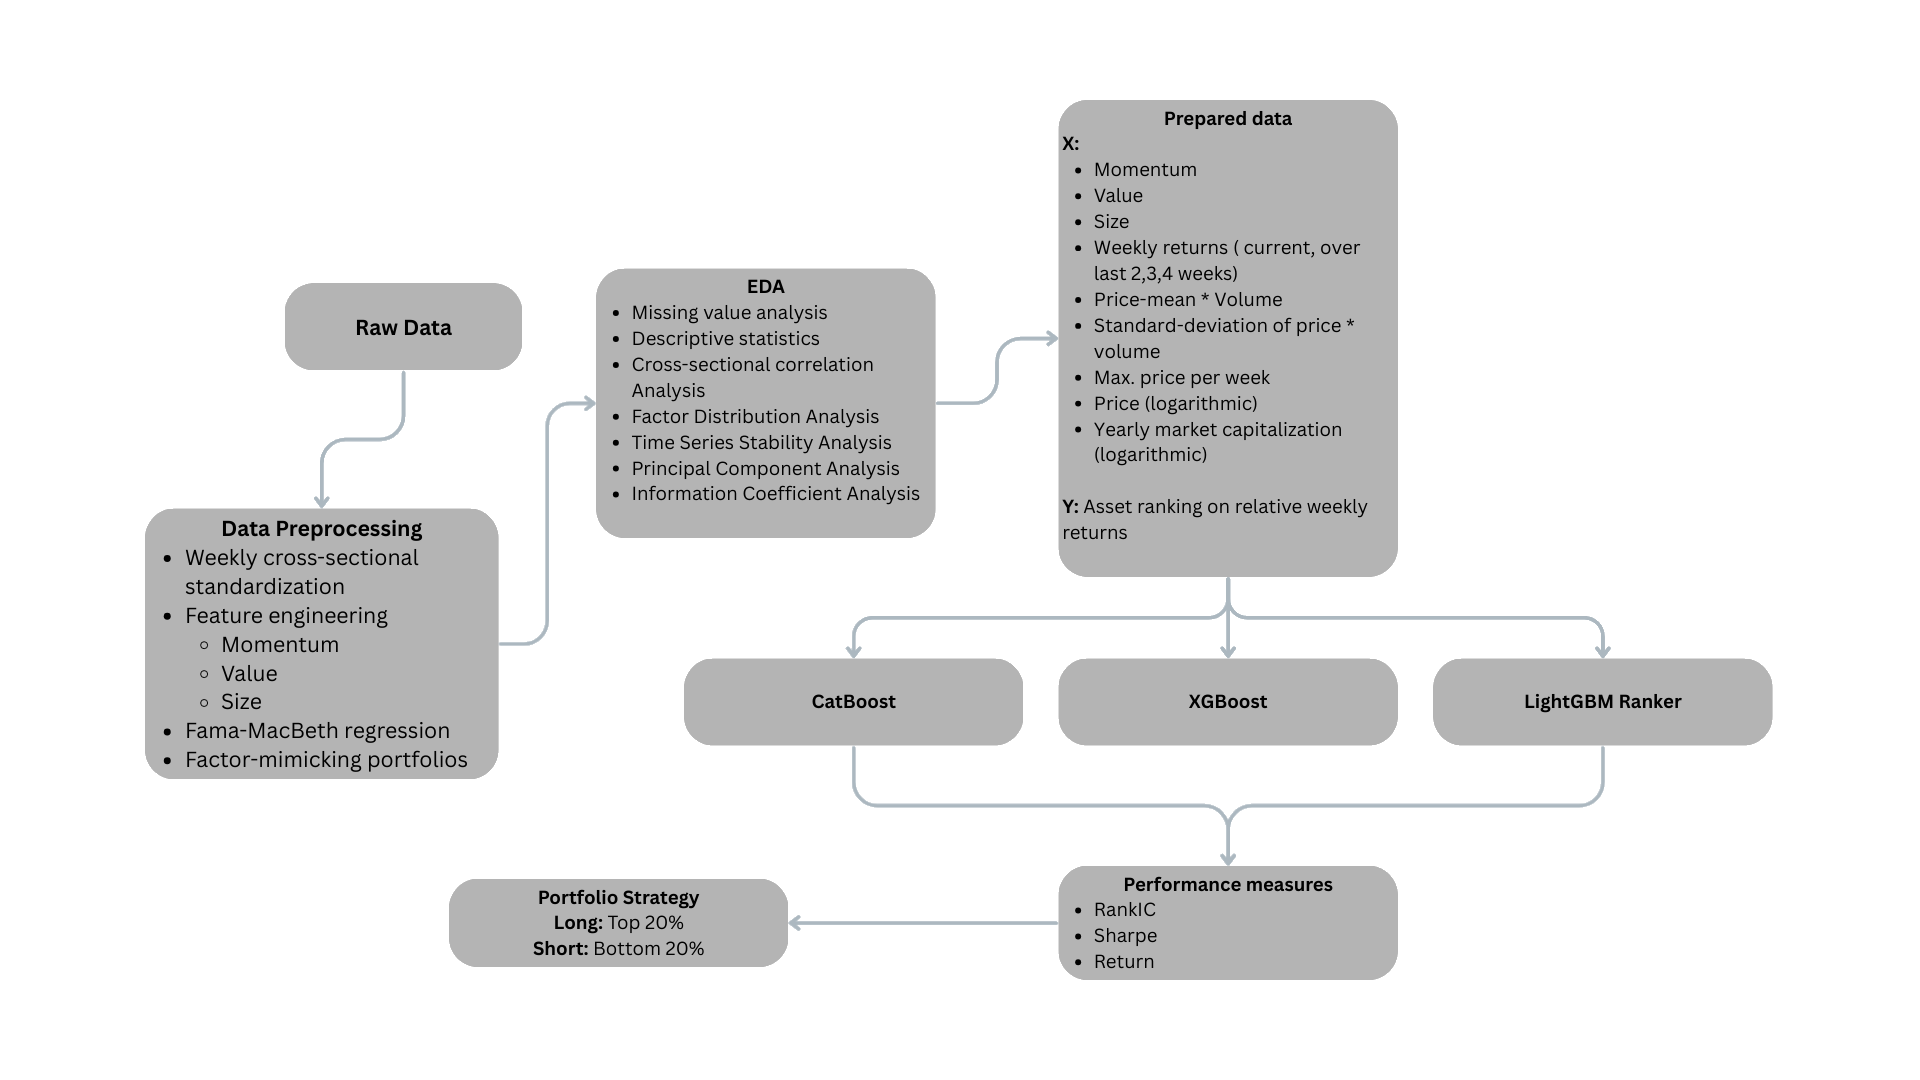 Raw Data
Data Preprocessing
• Weekly cross-sectional
standardization
• Feature engineering
◦ Momentum
◦ Value
◦ Size
• Fama-MacBeth regression
• Factor-mimicking portfolios
EDA
• Missing value analysis
• Descriptive statistics
• Cross-sectional correlation
Analysis
• Factor Distribution Analysis
• Time Series Stability Analysis
• Principal Component Analysis
• Information Coefficient Analysis
Prepared data
X:
• Momentum
• Value
• Size
• Weekly returns ( current, over
last 2,3,4 weeks)
• Price-mean * Volume
• Standard-deviation of price *
volume
• Max. price per week
• Price (logarithmic)
• Yearly market capitalization
(logarithmic)
Y: Asset ranking on relative weekly
returns
CatBoost
XGBoost
LightGBM Ranker
Performance measures
• RankIC
• Sharpe
• Return
Portfolio Strategy
Long: Top 20%
Short: Bottom 20%